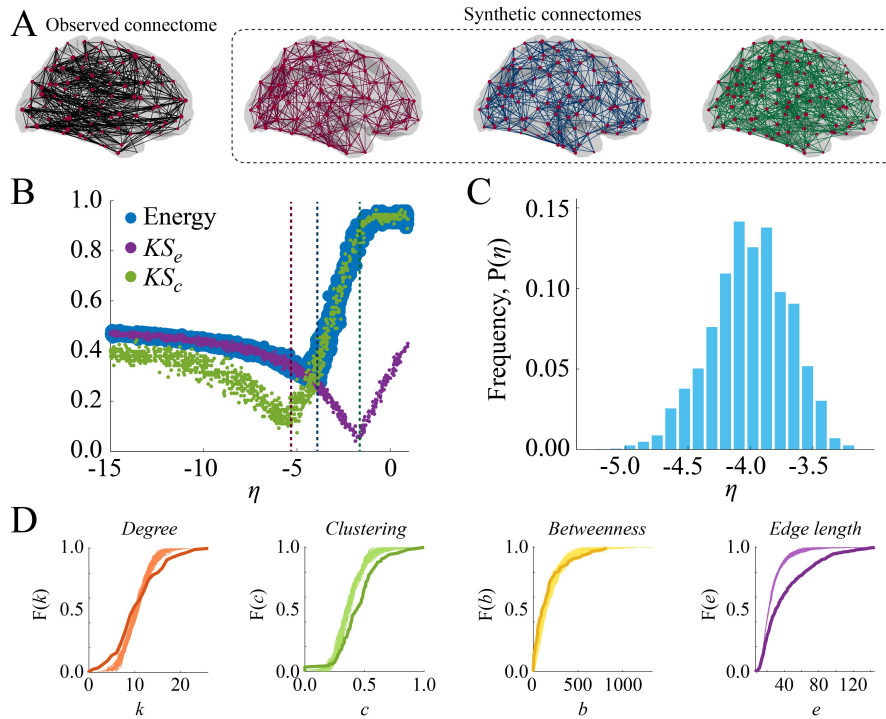 A
Observed connectome
Synthetic connectomes
B
1.0
0.8
0.6
0.4
0.2
0.0
Energy
KSe
KSc
-15
-10
-5
0
η
C
Frequency, P(η)
0.15
0.10
0.05
0.00
-5.0
-4.5
-4.0
-3.5
η
D
Degree
F(k)
1.0
0.5
0.0
0
10
20
k
Clustering
F(c)
1.0
0.5
0.0
0.0
0.5
1.0
c
Betweenness
F(b)
1.0
0.5
0.0
0
500
1000
b
Edge length
F(e)
1.0
0.5
0.0
40
80
120
e